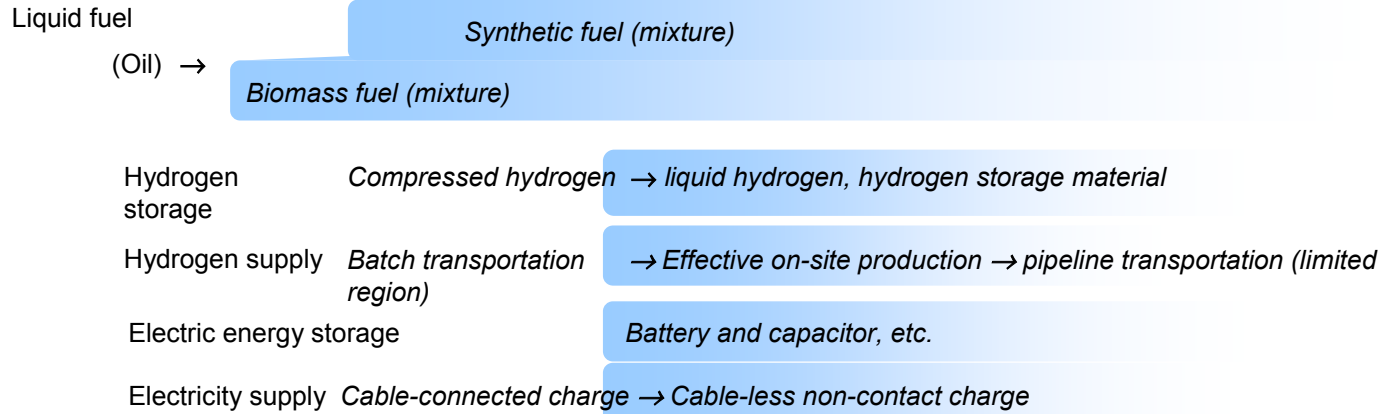 Liquid fuel
Synthetic fuel (mixture)
(Oil) →
Biomass fuel (mixture)
Hydrogen storage
Compressed hydrogen → liquid hydrogen, hydrogen storage material
Hydrogen supply Batch transportation → Effective on-site production → pipeline transportation (limited
region)
Electric energy storage Battery and capacitor, etc.
Electricity supply Cable-connected charge → Cable-less non-contact charge